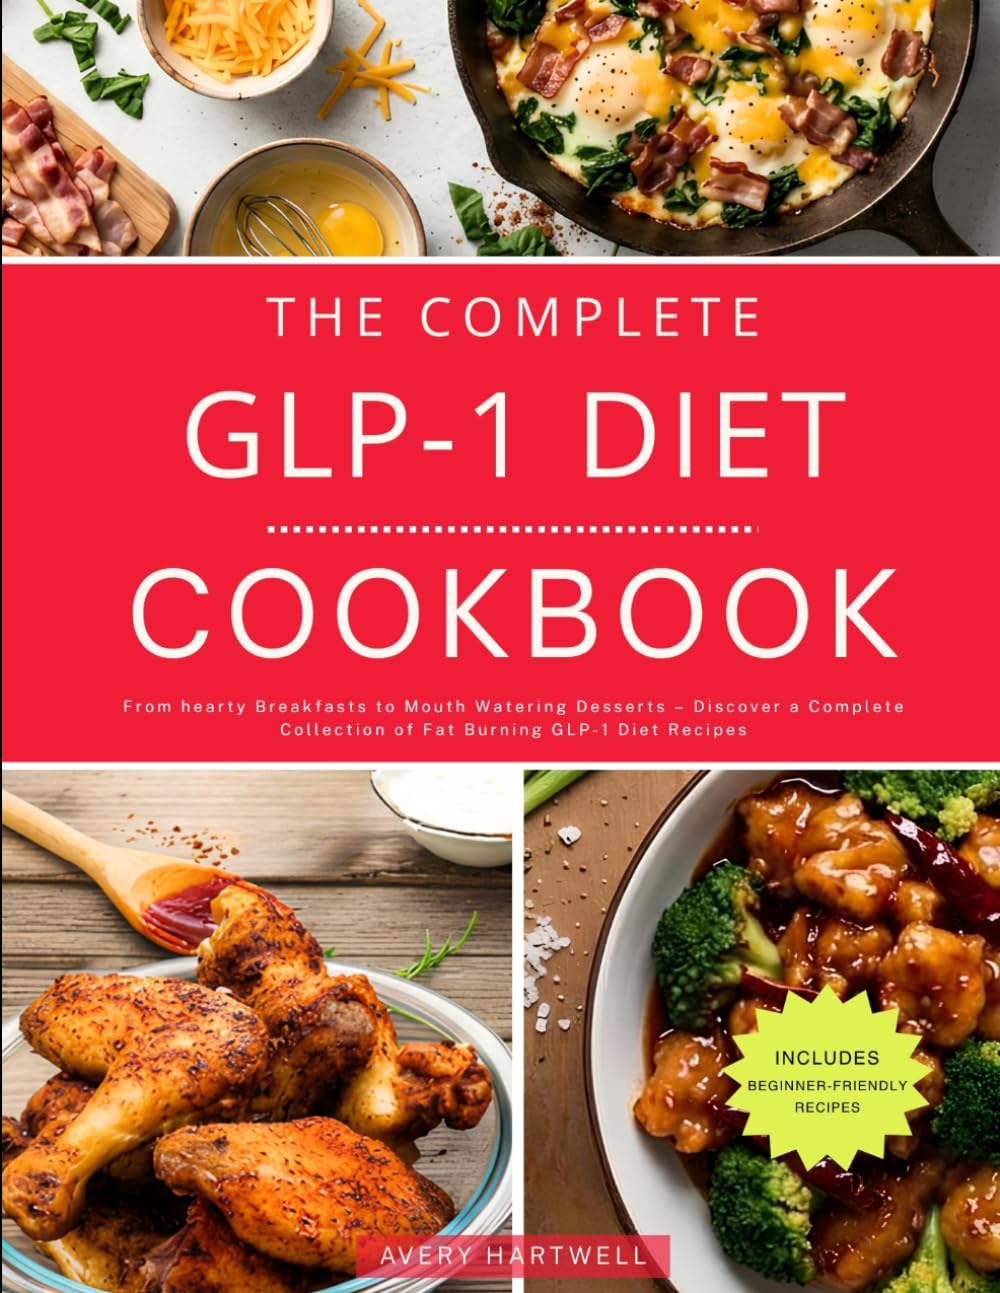 THE COMPLETE
GLP-1 DIET
COOKBOOK
From hearty Breakfasts to Mouth Watering Desserts – Discover a Complete
Collection of Fat Burning GLP-1 Diet Recipes
INCLUDES
BEGINNER-FRIENDLY
RECIPES
AVERY HARTWELL